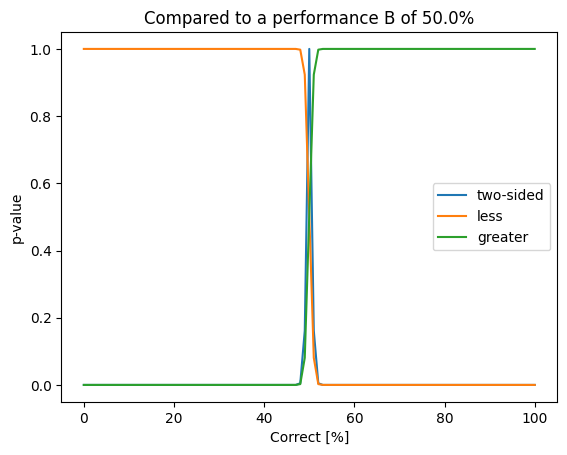 Compared to a performance B of 50.0%
1.0
0.8
0.6
0.4
0.2
0.0
p-value
two-sided
less
greater
0 20 40 60 80 100
Correct [%]